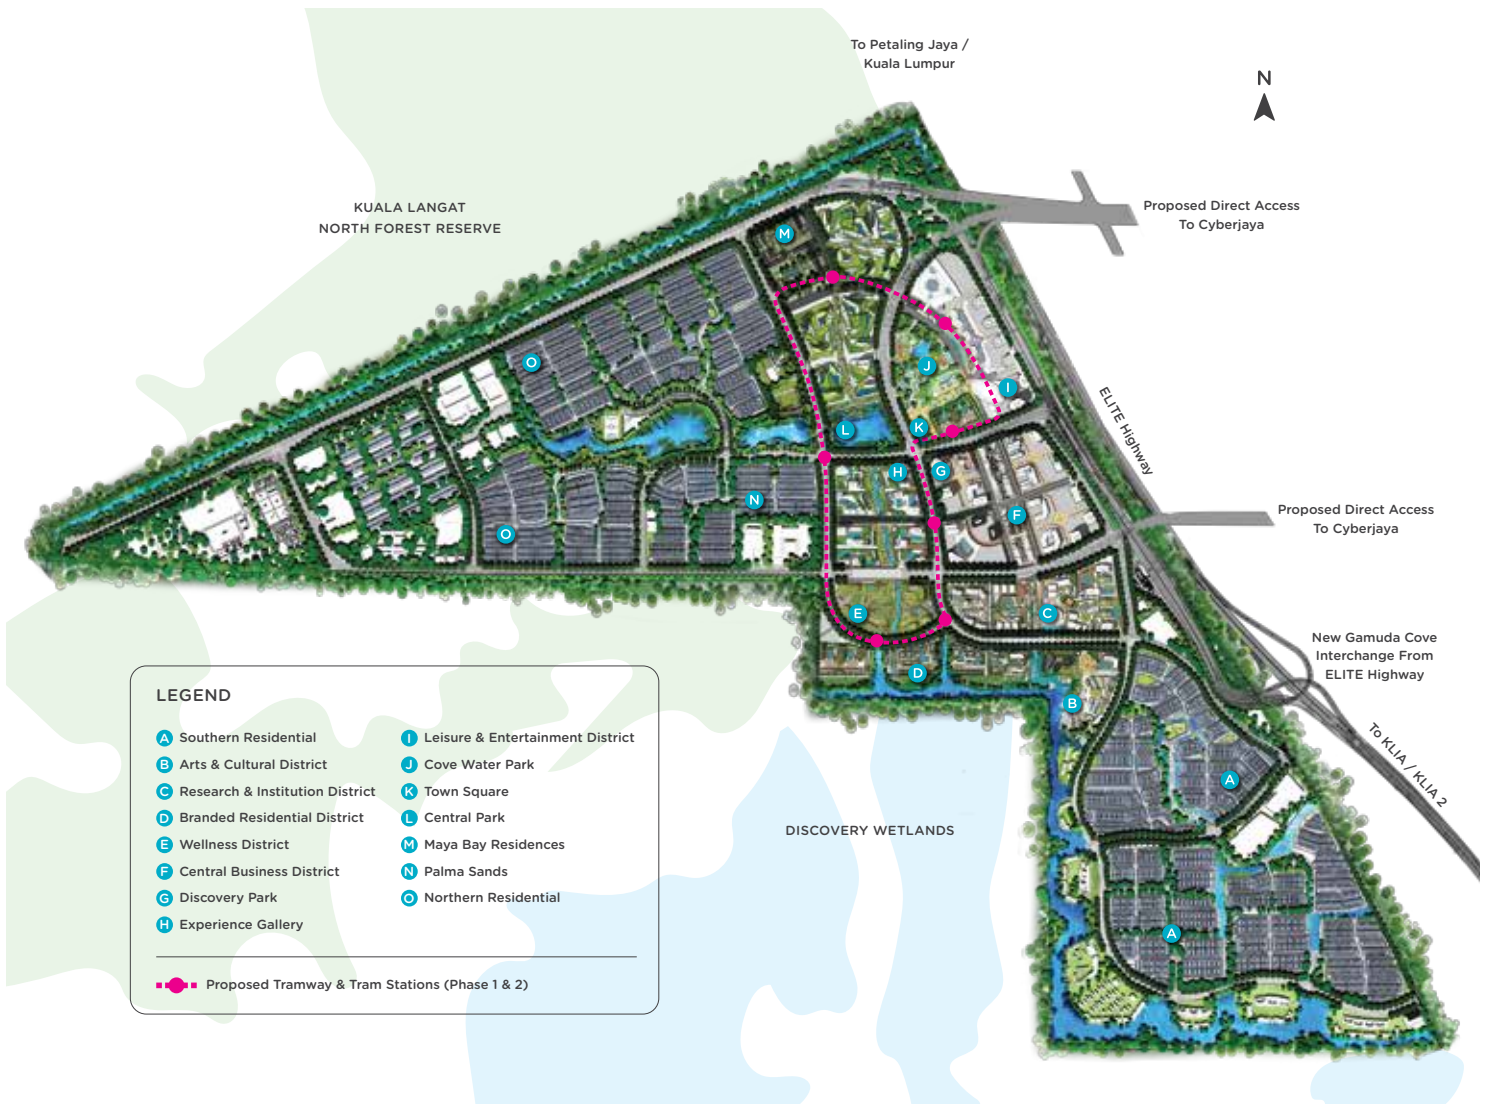 To Petaling Jaya /
Kuala Lumpur
N
KUALA LANGAT
NORTH FOREST RESERVE
Proposed Direct Access
To Cyberjaya
M
O
J
I
L
K
ELITE Highway
H
G
N
F
O
Proposed Direct Access
To Cyberjaya
E
C
New Gamuda Cove
Interchange From
ELITE Highway
D
B
To KLIA / KLIA 2
A
DISCOVERY WETLANDS
A
LEGEND
A Southern Residential
B Arts & Cultural District
C Research & Institution District
D Branded Residential District
E Wellness District
F Central Business District
G Discovery Park
H Experience Gallery
I Leisure & Entertainment District
J Cove Water Park
K Town Square
L Central Park
M Maya Bay Residences
N Palma Sands
O Northern Residential
Proposed Tramway & Tram Stations (Phase 1 & 2)